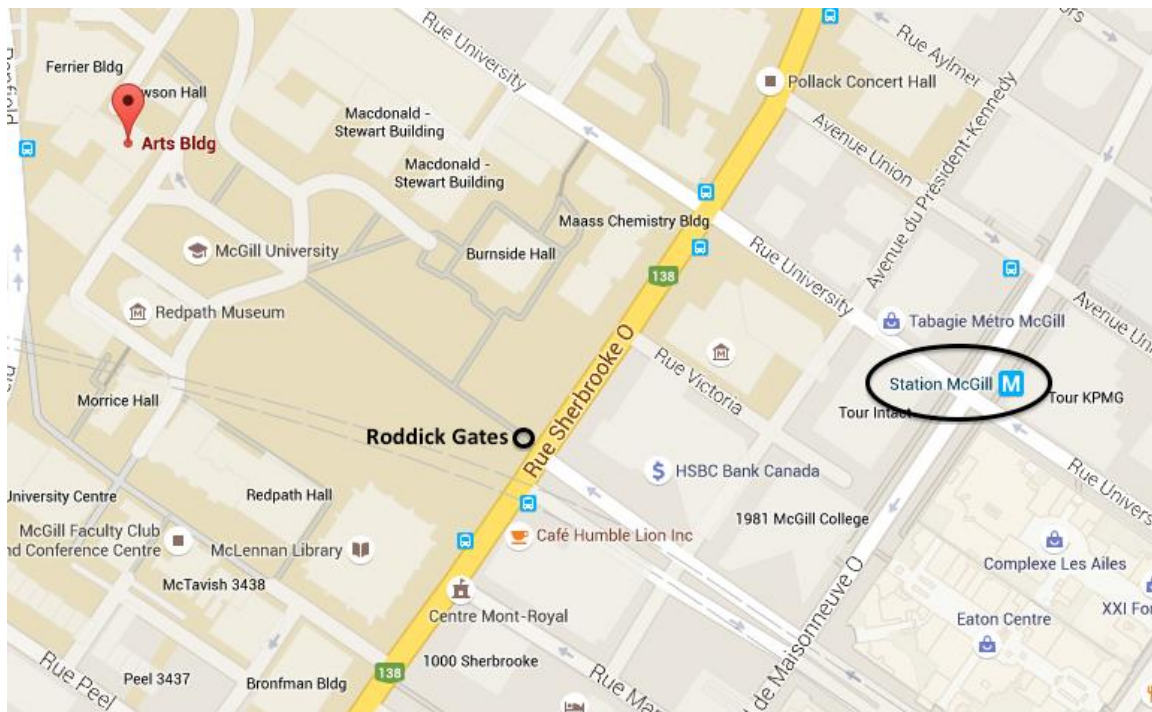 Rue University
Rue Aylmer
Ferrier Bldg
wson Hall
Pollack Concert Hall
Macdonald -
Stewart Building
Arts Bldg
Avenue Union
Avenue du Président-Kennedy
Macdonald -
Stewart Building
Maass Chemistry Bldg
McGill University
Burnside Hall
Rue University
138
Redpath Museum
Tabagie Métro McGill
Avenue Un
Rue Sherbrooke O
Rue Victoria
Station McGill
M
Tour KPMG
Morrice Hall
Tour Intact
Roddick Gates
HSBC Bank Canada
Rue Univers
University Centre
Redpath Hall
1981 McGill College
McGill Faculty Club
nd Conference Centre
McLennan Library
Café Humble Lion Inc
Complexe Les Ailes
McTavish 3438
XXI For
Centre Mont-Royal
Eaton Centre
de Maisonneuve O
Rue Peel
Peel 3437
Bronfman Bldg
138
1000 Sherbrooke
Rue Ma